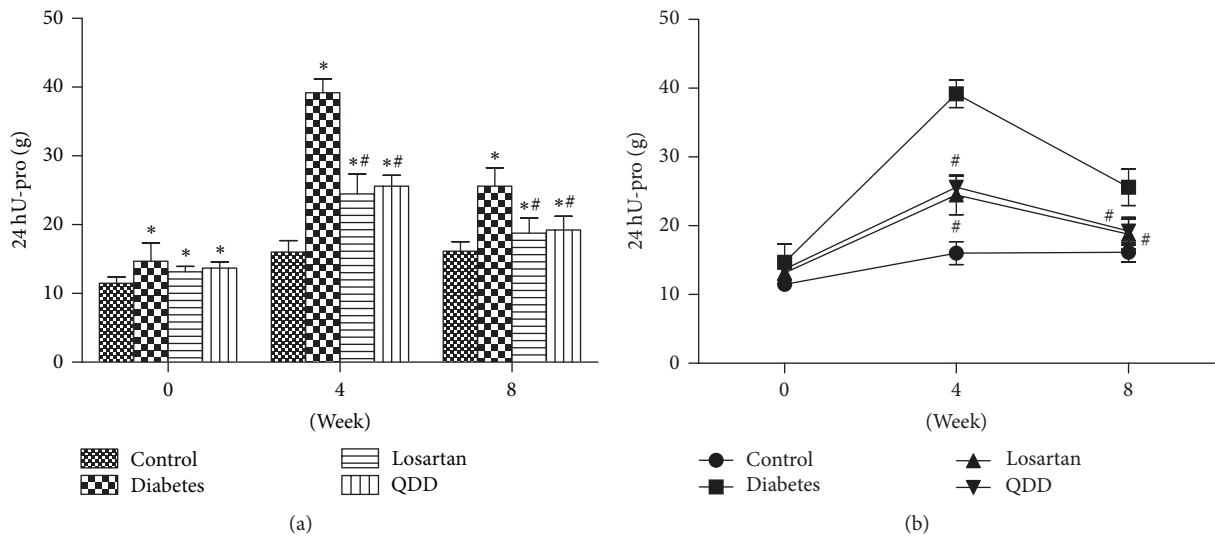 50
40
30
20
10
0
24 hU-pro (g)
*
*
*
*
*#
*#
*
*#
*#
0
4
8
(Week)
Control
Diabetes
Losartan
QDD
(a)
50
40
30
20
10
0
24 hU-pro (g)
#
#
#
#
0
4
8
(Week)
Control
Diabetes
Losartan
QDD
(b)